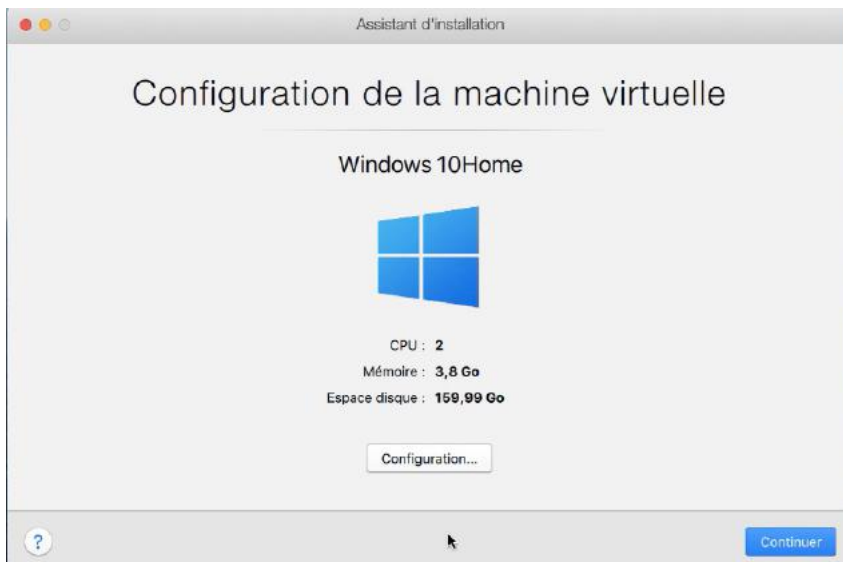 Assistant d'installation
Configuration de la machine virtuelle
Windows 10Home
CPU : 2
Mémoire : 3,8 Go
Espace disque : 159,99 Go
Configuration...
?
Continuer